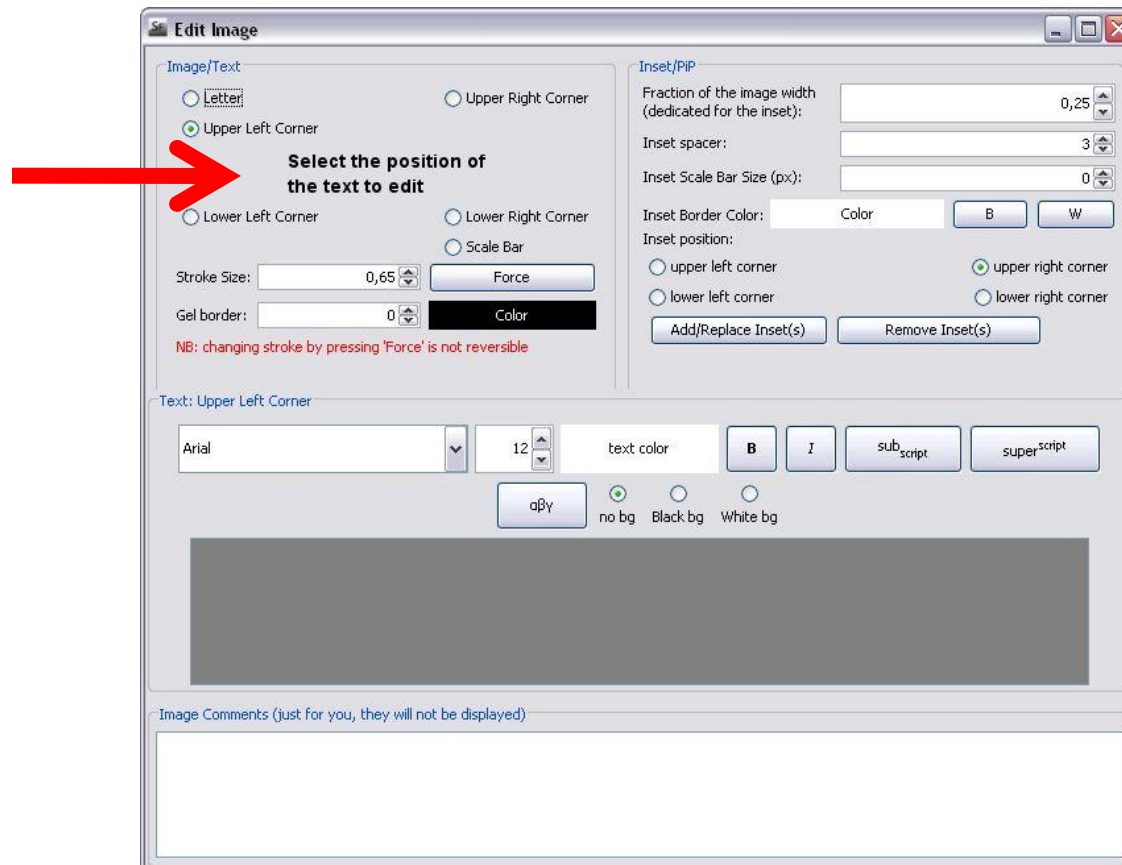 Edit Image
Image/Text
Letter
Upper Right Corner
Upper Left Corner
Select the position of
the text to edit
Lower Left Corner
Lower Right Corner
Scale Bar
Stroke Size:
0,65
Force
Gel border:
0
Color
NB: changing stroke by pressing 'Force' is not reversible
Inset/PiP
Fraction of the image width
(dedicated for the inset):
0,25
Inset spacer:
3
Inset Scale Bar Size (px):
0
Inset Border Color:
Color
B
W
Inset position:
upper left corner
upper right corner
lower left corner
lower right corner
Add/Replace Inset(s)
Remove Inset(s)
Text: Upper Left Corner
Arial
12
text color
B
I
subscript
superscript
αβγ
no bg
Black bg
White bg
Image Comments (just for you, they will not be displayed)